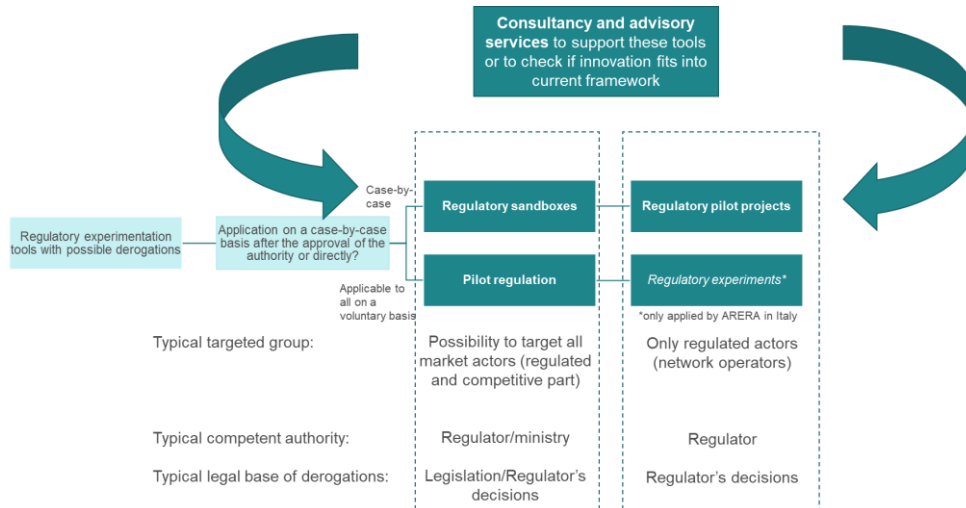 Consultancy and advisory
services to support these tools
or to check if innovation fits into
current framework
Case-by-
case
Regulatory sandboxes
Regulatory pilot projects
Regulatory experimentation
tools with possible derogations
Application on a case-by-case
basis after the approval of the
authority or directly?
Pilot regulation
Regulatory experiments*
Applicable to
all on a
voluntary basis
*only applied by ARERA in Italy
Typical targeted group:
Possibility to target all
market actors (regulated
and competitive part)
Only regulated actors
(network operators)
Typical competent authority:
Regulator/ministry
Regulator
Typical legal base of derogations:
Legislation/Regulator's
decisions
Regulator's decisions